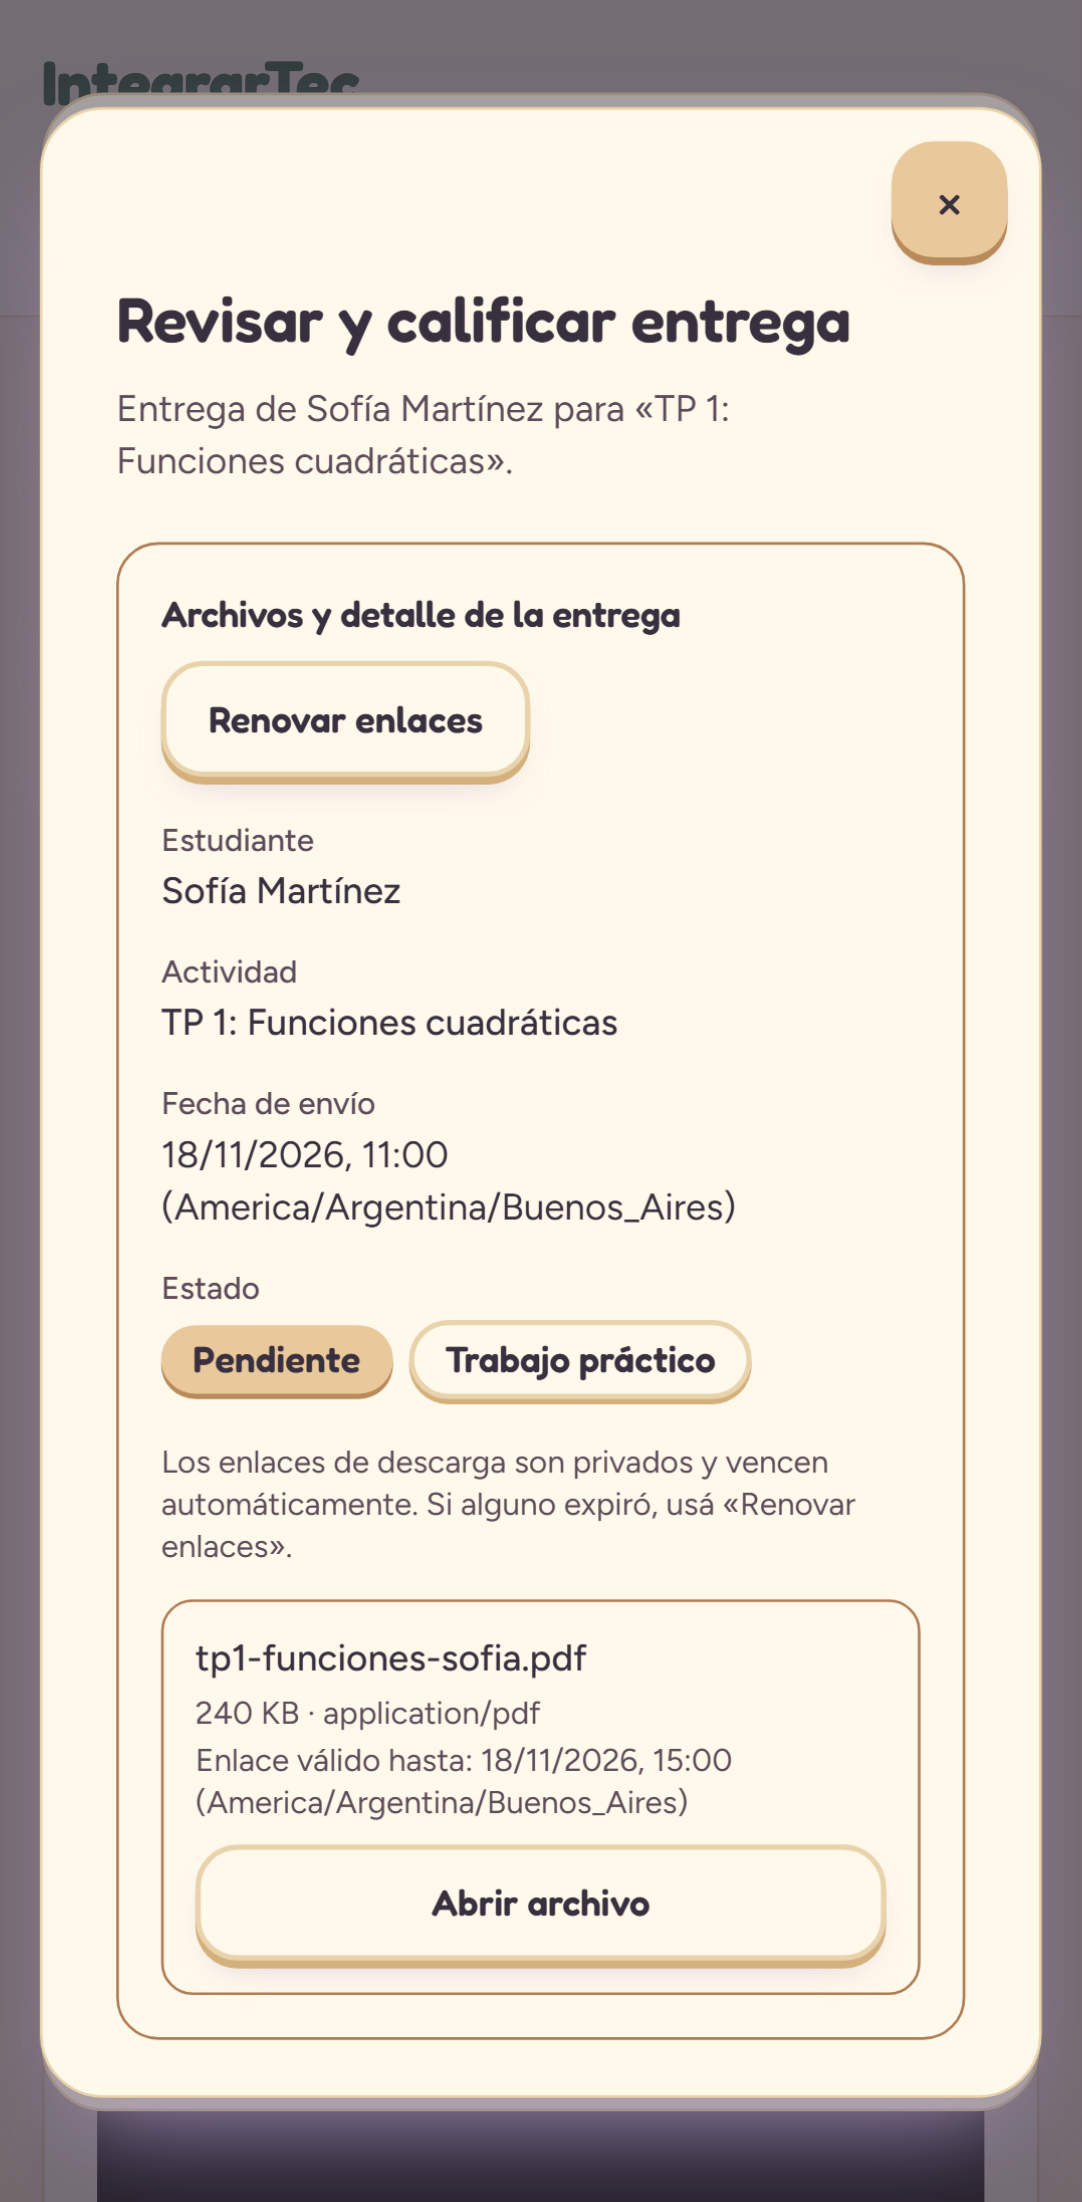 IntegrarTec
×
Revisar y calificar entrega
Entrega de Sofía Martínez para «TP 1:
Funciones cuadráticas».
Archivos y detalle de la entrega
Renovar enlaces
Estudiante
Sofía Martínez
Actividad
TP 1: Funciones cuadráticas
Fecha de envío
18/11/2026, 11:00
(America/Argentina/Buenos_Aires)
Estado
Pendiente
Trabajo práctico
Los enlaces de descarga son privados y vencen
automáticamente. Si alguno expiró, usá «Renovar
enlaces».
tp1-funciones-sofia.pdf
240 KB · application/pdf
Enlace válido hasta: 18/11/2026, 15:00
(America/Argentina/Buenos_Aires)
Abrir archivo